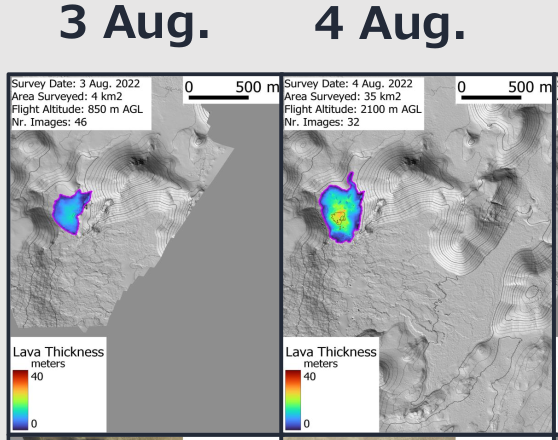 3 Aug.
4 Aug.
Survey Date: 3 Aug. 2022
Area Surveyed: 4 km2
Flight Altitude: 850 m AGL
Nr. Images: 46
0 500 m
Lava Thickness
meters
40
0
Survey Date: 4 Aug. 2022
Area Surveyed: 35 km2
Flight Altitude: 2100 m AGL
Nr. Images: 32
0 500 m
Lava Thickness
meters
40
0